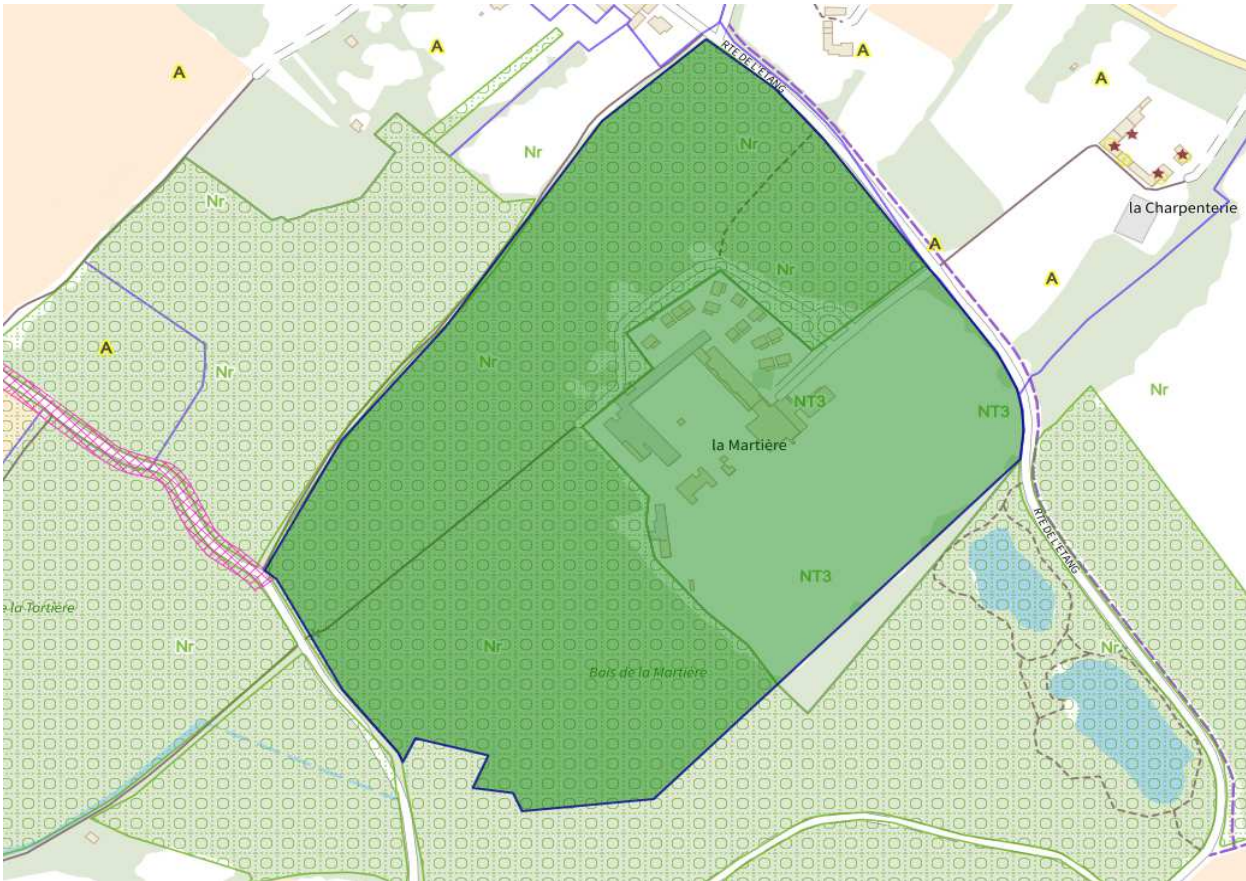 A
A
A
A
RTE DE L'ETANG
Nr
Nr
Nr
la Charpenterie
A
Nr
A
A
Nr
Nr
Nr
NT3
NT3
la Martière
NT3
e la Tortière
Nr
Nr
Nr
Bois de la Martière
RTE DE L'ETANG